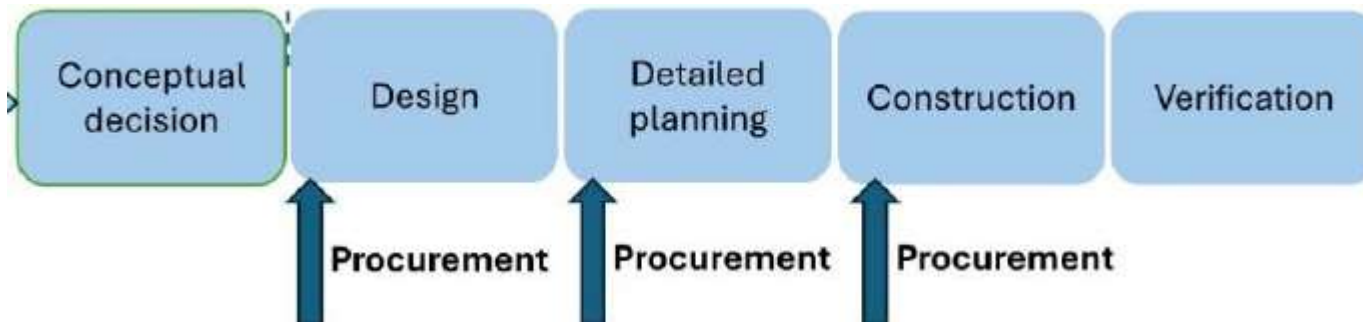 Conceptual
decision
Design
Detailed
planning
Construction
Verification
Procurement
Procurement
Procurement